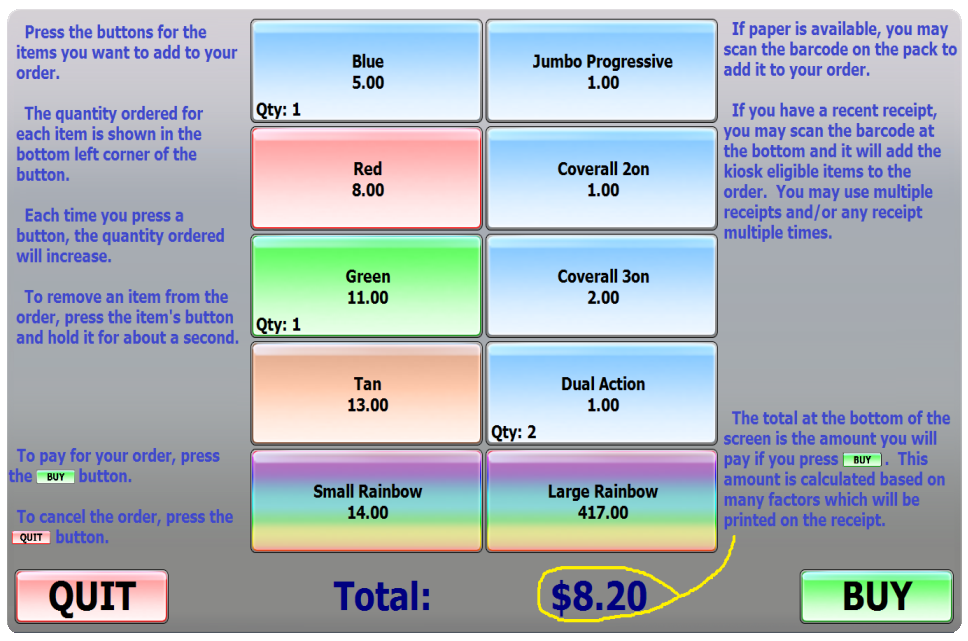 Press the buttons for the
items you want to add to your
order.
The quantity ordered for
each item is shown in the
bottom left corner of the
button.
Each time you press a
button, the quantity ordered
will increase.
To remove an item from the
order, press the item's button
and hold it for about a second.
To pay for your order, press
the BUY button.
To cancel the order, press the
QUIT button.
Blue
5.00
Qty: 1
Jumbo Progressive
1.00
Red
8.00
Coverall 2on
1.00
Green
11.00
Qty: 1
Coverall 3on
2.00
Tan
13.00
Dual Action
1.00
Qty: 2
Small Rainbow
14.00
Large Rainbow
417.00
If paper is available, you may
scan the barcode on the pack to
add it to your order.
If you have a recent receipt,
you may scan the barcode at
the bottom and it will add the
kiosk eligible items to the
order. You may use multiple
receipts and/or any receipt
multiple times.
The total at the bottom of the
screen is the amount you will
pay if you press BUY . This
amount is calculated based on
many factors which will be
printed on the receipt.
QUIT
Total: $8.20
BUY